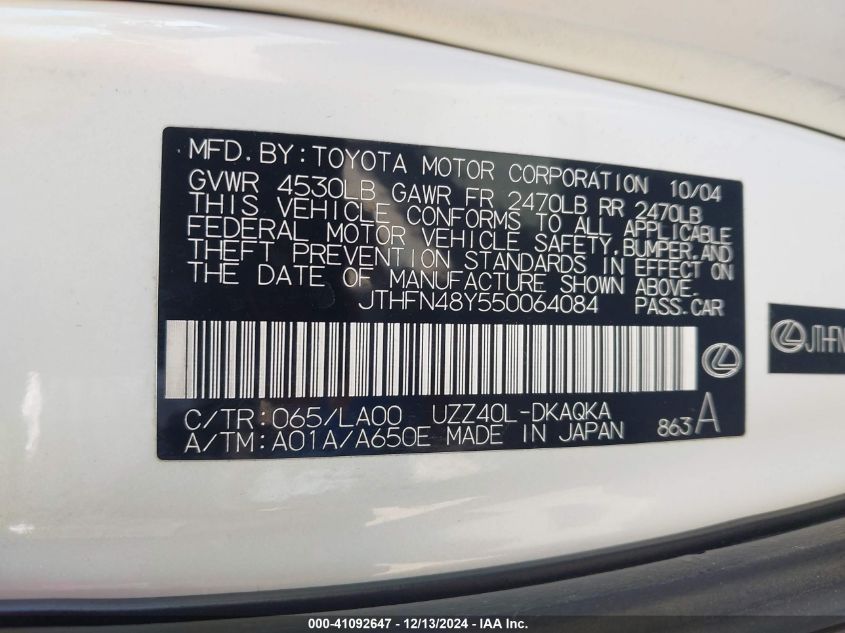 MFD. BY: TOYOTA MOTOR CORPORATION 10/04
GVWR 4530LB GAWR FR 2470LB RR 2470LB
THIS VEHICLE CONFORMS TO ALL APPLICABLE
FEDERAL MOTOR VEHICLE SAFETY, BUMPER, AND
THEFT PREVENTION STANDARDS IN EFFECT ON
THE DATE OF MANUFACTURE SHOWN ABOVE.
JTHFN48Y550064084 PASS. CAR
JTHFN
C/TR: 065/LA00 UZZ40L-DKAQKA
A/TM: A01A/A650E MADE IN JAPAN 863 A
000-41092647 / 12/13/2024 - IAA Inc.